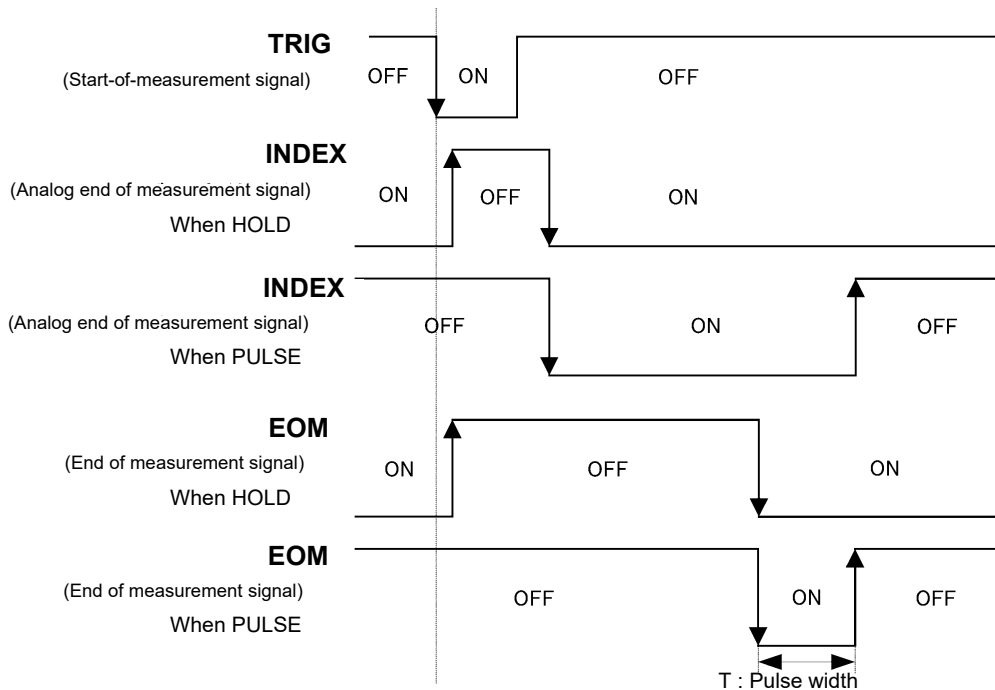 TRIG
(Start-of-measurement signal)
OFF ON OFF
INDEX
(Analog end of measurement signal)
When HOLD
ON OFF ON
INDEX
(Analog end of measurement signal)
When PULSE
OFF ON OFF
EOM
(End of measurement signal)
When HOLD
ON OFF ON
EOM
(End of measurement signal)
When PULSE
OFF ON OFF
T : Pulse width